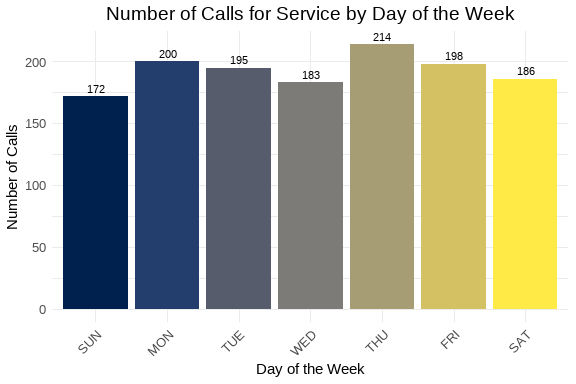 Number of Calls for Service by Day of the Week
Number of Calls
200
150
100
50
0
172
200
195
183
214
198
186
SUN
MON
TUE
WED
THU
FRI
SAT
Day of the Week